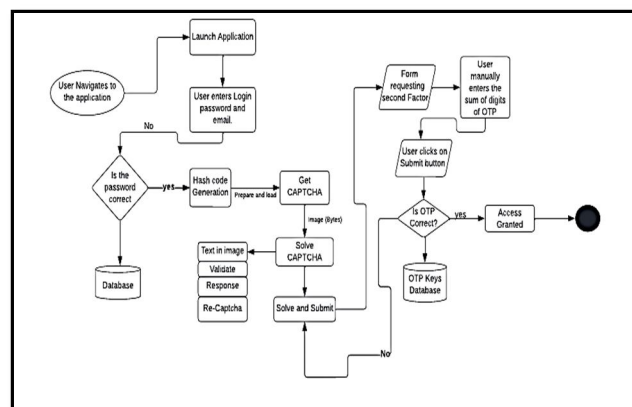 Launch Application
User Navigates to
the application
User enters Login
password and
email.
No
Is the
password
correct
yes
Hash code
Generation
Prepare and load
Get
CAPTCHA
Image (Bytes)
Solve
CAPTCHA
Text in image
Validate
Response
Re-Captcha
Solve and Submit
Database
Form
requesting
second Factor
User
manually
enters the
sum of digits
of OTP
User clicks on
Submit button
Is OTP
Correct?
yes
Access
Granted
OTP Keys
Database
No